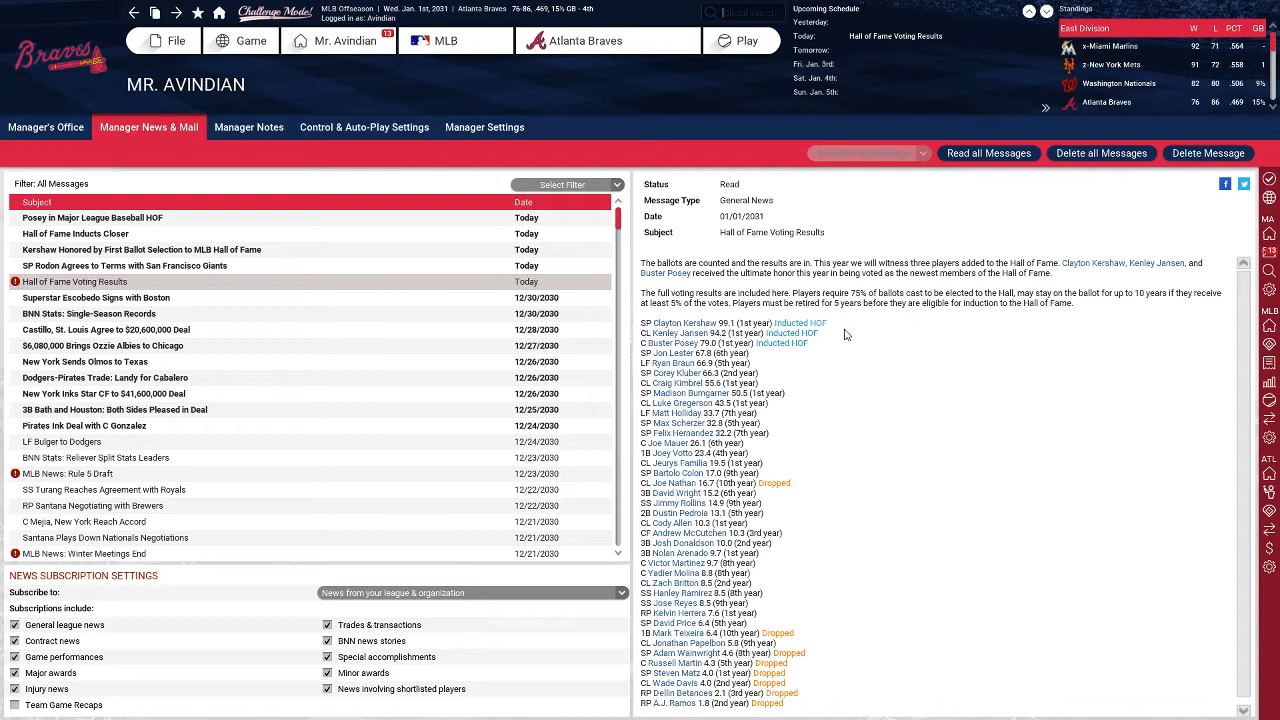 Challenge Mode!
MLB Offseason | Wed. Jan. 1st, 2031 | Atlanta Braves 76-86, .469, 15½ GB - 4th
Logged in as: Avindian
Global Search
File
Game
Mr. Avindian
13
MLB
Atlanta Braves
Play
Braves
MR. AVINDIAN
Upcoming Schedule
Yesterday:
Today: Hall of Fame Voting Results
Tomorrow:
Fri. Jan. 3rd:
Sat. Jan. 4th:
Sun. Jan. 5th:
Standings
East Division W L PCT GB
x-Miami Marlins 92 71 .564 -
z-New York Mets 91 72 .558 1
Washington Nationals 82 80 .506 9½
Atlanta Braves 76 86 .469 15½
Manager's Office
Manager News & Mail
Manager Notes
Control & Auto-Play Settings
Manager Settings
Read all Messages
Delete all Messages
Delete Message
Filter: All Messages
Select Filter
Subject Date
Posey in Major League Baseball HOF Today
Hall of Fame Inducts Closer Today
Kershaw Honored by First Ballot Selection to MLB Hall of Fame Today
SP Rodon Agrees to Terms with San Francisco Giants Today
Hall of Fame Voting Results Today
Superstar Escobedo Signs with Boston 12/30/2030
BNN Stats: Single-Season Records 12/30/2030
Castillo, St. Louis Agree to $20,600,000 Deal 12/28/2030
$6,080,000 Brings Ozzie Albies to Chicago 12/27/2030
New York Sends Olmos to Texas 12/26/2030
Dodgers-Pirates Trade: Landy for Cabalero 12/26/2030
New York Inks Star CF to $41,600,000 Deal 12/26/2030
3B Bath and Houston: Both Sides Pleased in Deal 12/25/2030
Pirates Ink Deal with C Gonzalez 12/24/2030
LF Bulger to Dodgers 12/24/2030
BNN Stats: Reliever Split Stats Leaders 12/23/2030
MLB News: Rule 5 Draft 12/23/2030
SS Turang Reaches Agreement with Royals 12/22/2030
RP Santana Negotiating with Brewers 12/22/2030
C Mejia, New York Reach Accord 12/21/2030
Santana Plays Down Nationals Negotiations 12/21/2030
MLB News: Winter Meetings End 12/21/2030
NEWS SUBSCRIPTION SETTINGS
Subscribe to: News from your league & organization
Subscriptions include:
General league news Trades & transactions
Contract news BNN news stories
Game performances Special accomplishments
Major awards Minor awards
Injury news News involving shortlisted players
Team Game Recaps
Status Read
Message Type General News
Date 01/01/2031
Subject Hall of Fame Voting Results
The ballots are counted and the results are in. This year we will witness three players added to the Hall of Fame. Clayton Kershaw, Kenley Jansen, and
Buster Posey received the ultimate honor this year in being voted as the newest members of the Hall of Fame.
The full voting results are included here. Players require 75% of ballots cast to be elected to the Hall, may stay on the ballot for up to 10 years if they receive
at least 5% of the votes. Players must be retired for 5 years before they are eligible for induction to the Hall of Fame.
SP Clayton Kershaw 99.1 (1st year) Inducted HOF
CL Kenley Jansen 94.2 (1st year) Inducted HOF
C Buster Posey 79.0 (1st year) Inducted HOF
SP Jon Lester 67.8 (6th year)
LF Ryan Braun 66.9 (5th year)
SP Corey Kluber 66.3 (2nd year)
CL Craig Kimbrel 55.6 (1st year)
SP Madison Bumgarner 50.5 (1st year)
CL Luke Gregerson 43.5 (1st year)
LF Matt Holliday 33.7 (7th year)
SP Max Scherzer 32.8 (5th year)
SP Felix Hernandez 32.2 (7th year)
C Joe Mauer 26.1 (6th year)
1B Joey Votto 23.4 (4th year)
CL Jeurys Familia 19.5 (1st year)
SP Bartolo Colon 17.0 (9th year)
CL Joe Nathan 16.7 (10th year) Dropped
3B David Wright 15.2 (6th year)
SS Jimmy Rollins 14.9 (9th year)
2B Dustin Pedroia 13.1 (5th year)
CL Cody Allen 10.3 (1st year)
CF Andrew McCutchen 10.3 (3rd year)
3B Josh Donaldson 10.0 (2nd year)
3B Nolan Arenado 9.7 (1st year)
C Victor Martinez 9.7 (8th year)
C Yadier Molina 8.8 (8th year)
CL Zach Britton 8.5 (2nd year)
SS Hanley Ramirez 8.5 (8th year)
SS Jose Reyes 8.5 (9th year)
RP Kelvin Herrera 7.6 (1st year)
SP David Price 6.4 (5th year)
1B Mark Teixeira 6.4 (10th year) Dropped
CL Jonathan Papelbon 5.8 (9th year)
SP Adam Wainwright 4.6 (8th year) Dropped
C Russell Martin 4.3 (5th year) Dropped
SP Steven Matz 4.0 (1st year) Dropped
CL Wade Davis 4.0 (2nd year) Dropped
RP Dellin Betances 2.1 (3rd year) Dropped
RP A.J. Ramos 1.8 (2nd year) Dropped
MA
13
MLB
ATL